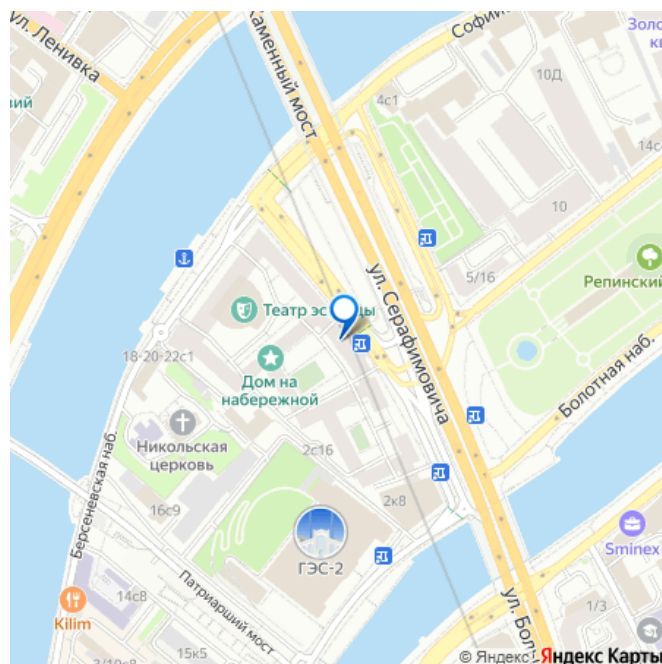 ул. Ленивка
Каменный мост
Золо
кв
10Д
4с1
14с
10
5/16
Репинский
ул. Серафимовича
Театр эс
ды
18-20-22с1
Дом на
набережной
Болотная наб.
Никольская
церковь
2с16
Берсеневская наб.
16с9
2к8
ГЭС-2
Sminex
Патриарший мост
14с8
Kilim
15к5
1/3
ул. Бол
© Яндекс
Яндекс Карты